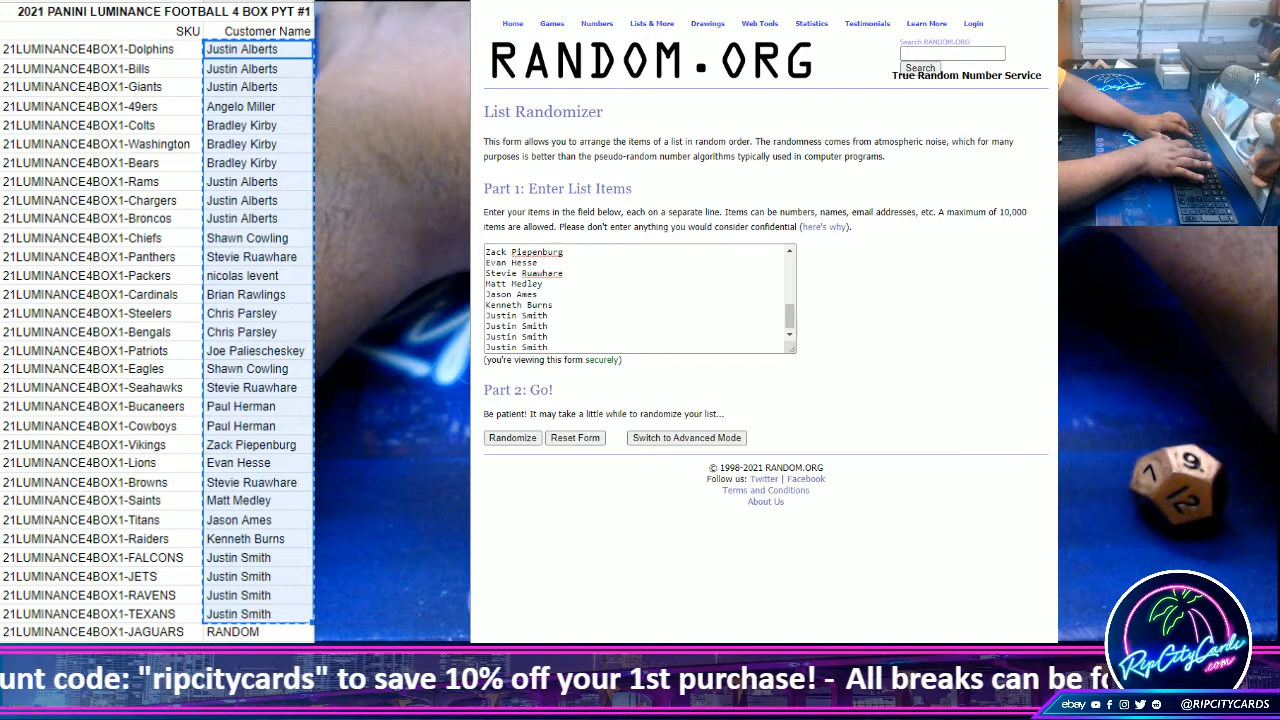 2021 PANINI LUMINANCE FOOTBALL 4 BOX PYT #1
SKU Customer Name
21LUMINANCE4BOX1-Dolphins Justin Alberts
21LUMINANCE4BOX1-Bills Justin Alberts
21LUMINANCE4BOX1-Giants Justin Alberts
21LUMINANCE4BOX1-49ers Angelo Miller
21LUMINANCE4BOX1-Colts Bradley Kirby
21LUMINANCE4BOX1-Washington Bradley Kirby
21LUMINANCE4BOX1-Bears Bradley Kirby
21LUMINANCE4BOX1-Rams Justin Alberts
21LUMINANCE4BOX1-Chargers Justin Alberts
21LUMINANCE4BOX1-Broncos Justin Alberts
21LUMINANCE4BOX1-Chiefs Shawn Cowling
21LUMINANCE4BOX1-Panthers Stevie Ruawhare
21LUMINANCE4BOX1-Packers nicolas levent
21LUMINANCE4BOX1-Cardinals Brian Rawlings
21LUMINANCE4BOX1-Steelers Chris Parsley
21LUMINANCE4BOX1-Bengals Chris Parsley
21LUMINANCE4BOX1-Patriots Joe Paliescheskey
21LUMINANCE4BOX1-Eagles Shawn Cowling
21LUMINANCE4BOX1-Seahawks Stevie Ruawhare
21LUMINANCE4BOX1-Bucaneers Paul Herman
21LUMINANCE4BOX1-Cowboys Paul Herman
21LUMINANCE4BOX1-Vikings Zack Piepenburg
21LUMINANCE4BOX1-Lions Evan Hesse
21LUMINANCE4BOX1-Browns Stevie Ruawhare
21LUMINANCE4BOX1-Saints Matt Medley
21LUMINANCE4BOX1-Titans Jason Ames
21LUMINANCE4BOX1-Raiders Kenneth Burns
21LUMINANCE4BOX1-FALCONS Justin Smith
21LUMINANCE4BOX1-JETS Justin Smith
21LUMINANCE4BOX1-RAVENS Justin Smith
21LUMINANCE4BOX1-TEXANS Justin Smith
21LUMINANCE4BOX1-JAGUARS RANDOM
Home Games Numbers Lists & More Drawings Web Tools Statistics Testimonials Learn More Login
RANDOM.ORG
Search RANDOM.ORG
Search
True Random Number Service
List Randomizer
This form allows you to arrange the items of a list in random order. The randomness comes from atmospheric noise, which for many
purposes is better than the pseudo-random number algorithms typically used in computer programs.
Part 1: Enter List Items
Enter your items in the field below, each on a separate line. Items can be numbers, names, email addresses, etc. A maximum of 10,000
items are allowed. Please don't enter anything you would consider confidential (here's why).
Zack Piepenburg
Evan Hesse
Stevie Ruawhare
Matt Medley
Jason Ames
Kenneth Burns
Justin Smith
Justin Smith
Justin Smith
Justin Smith
(you're viewing this form securely)
Part 2: Go!
Be patient! It may take a little while to randomize your list...
Randomize Reset Form Switch to Advanced Mode
© 1998-2021 RANDOM.ORG
Follow us: Twitter | Facebook
Terms and Conditions
About Us
7 9 12
RipCityCards
.com
unt code: "ripcitycards" to save 10% off your 1st purchase! - All breaks can be fo
ebay @RIPCITYCARDS